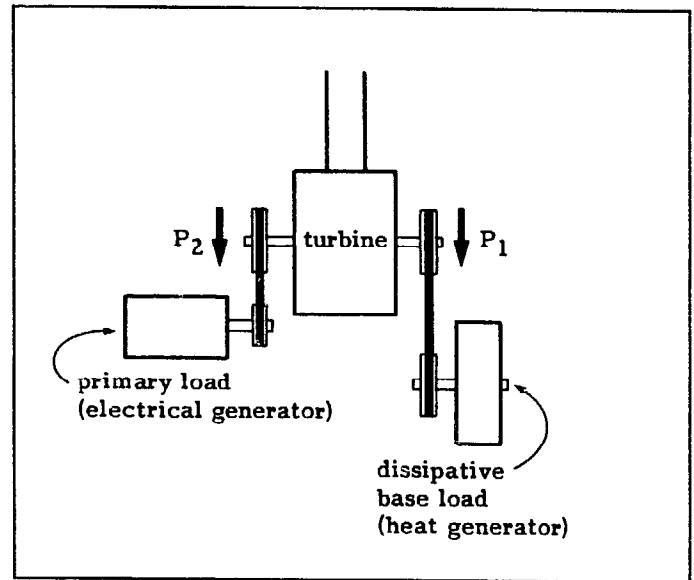 P2
turbine
P1
primary load
(electrical generator)
dissipative
base load
(heat generator)